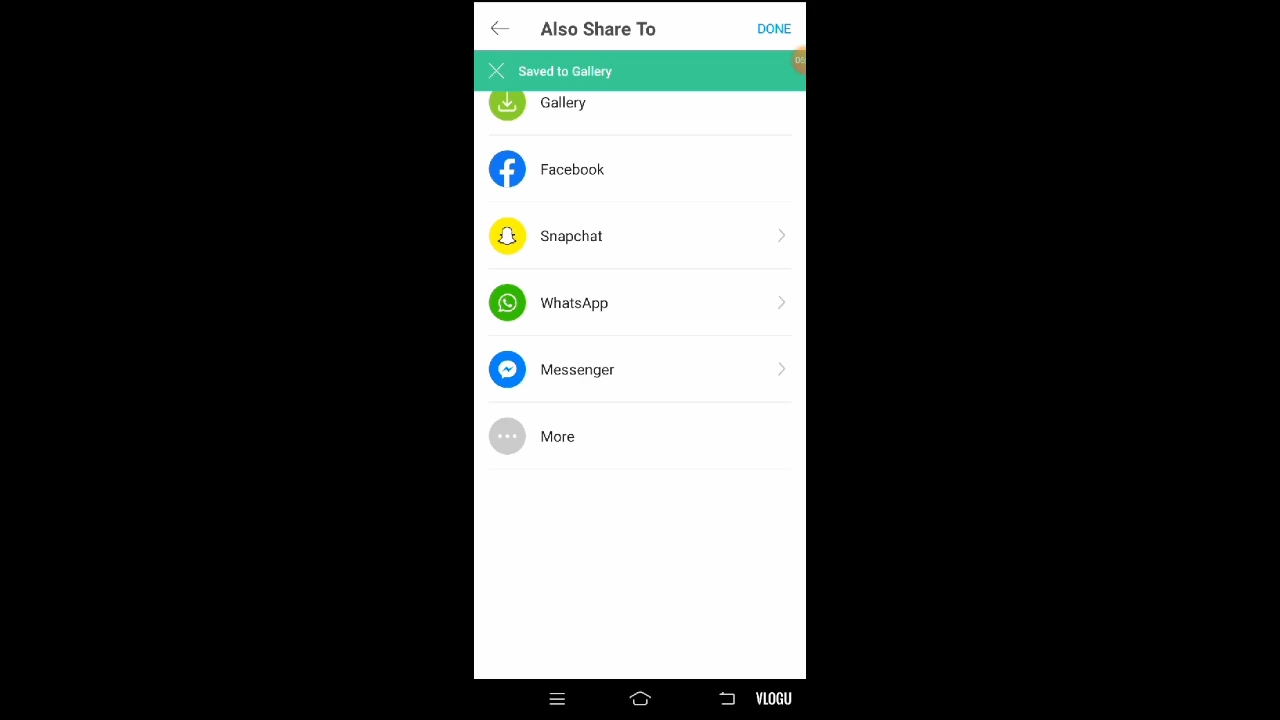 Also Share To
DONE
Saved to Gallery
Gallery
Facebook
Snapchat
WhatsApp
Messenger
More
VLOGU